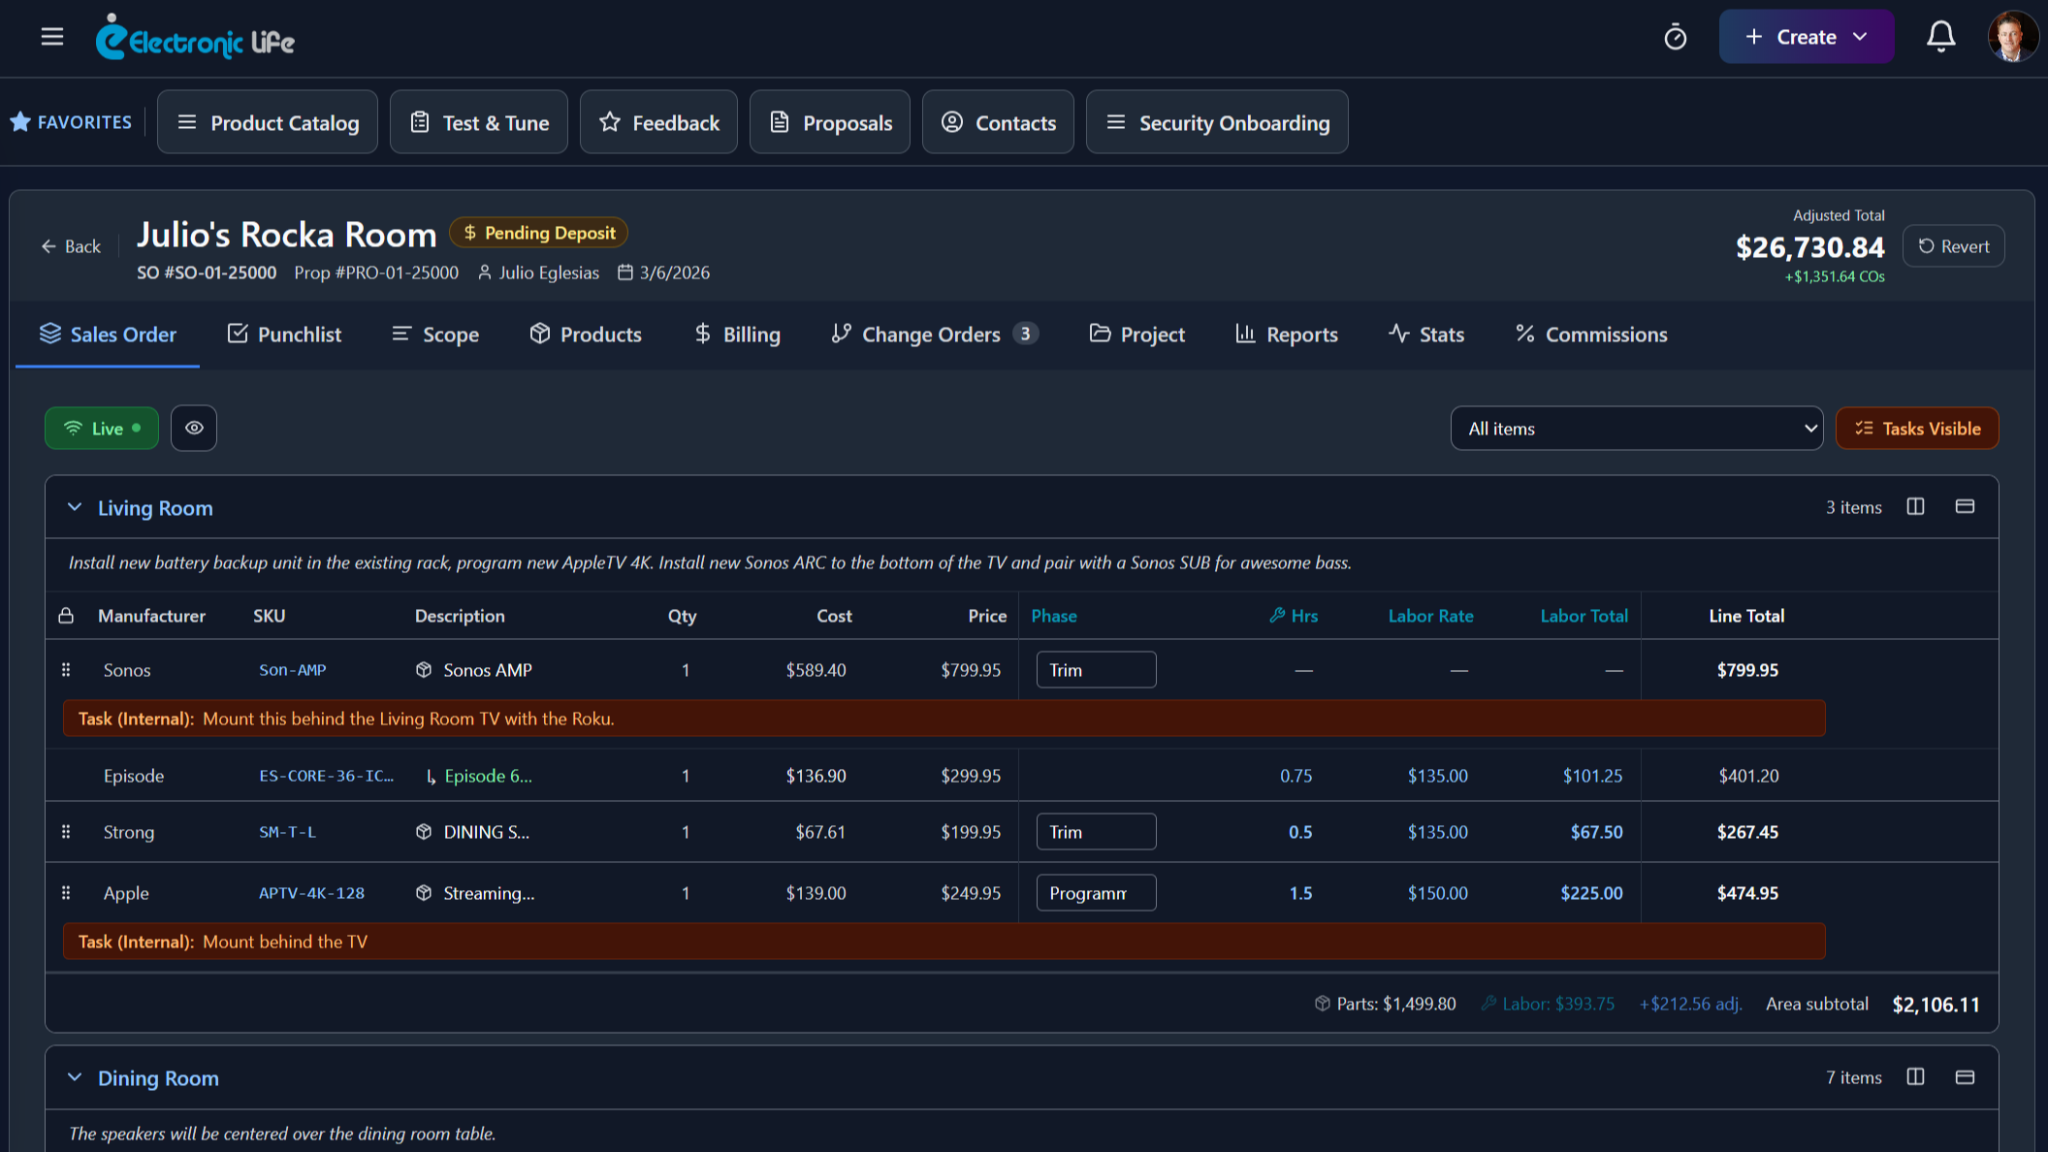 Electronic Life
Create
FAVORITES
Product Catalog
Test & Tune
Feedback
Proposals
Contacts
Security Onboarding
Back
Julio's Rocka Room
$ Pending Deposit
SO #SO-01-25000 Prop #PRO-01-25000 Julio Eglesias 3/6/2026
Adjusted Total
$26,730.84
+$1,351.64 COs
Revert
Sales Order
Punchlist
Scope
Products
Billing
Change Orders 3
Project
Reports
Stats
Commissions
Live
All items
Tasks Visible
Living Room
3 items
Install new battery backup unit in the existing rack, program new AppleTV 4K. Install new Sonos ARC to the bottom of the TV and pair with a Sonos SUB for awesome bass.
Manufacturer SKU Description Qty Cost Price Phase Hrs Labor Rate Labor Total Line Total
Sonos Son-AMP Sonos AMP 1 $589.40 $799.95 Trim — — — $799.95
Task (Internal): Mount this behind the Living Room TV with the Roku.
Episode ES-CORE-36-IC… Episode 6... 1 $136.90 $299.95 0.75 $135.00 $101.25 $401.20
Strong SM-T-L DINING S... 1 $67.61 $199.95 Trim 0.5 $135.00 $67.50 $267.45
Apple APTV-4K-128 Streaming... 1 $139.00 $249.95 Programm 1.5 $150.00 $225.00 $474.95
Task (Internal): Mount behind the TV
Parts: $1,499.80 Labor: $393.75 +$212.56 adj. Area subtotal $2,106.11
Dining Room
7 items
The speakers will be centered over the dining room table.